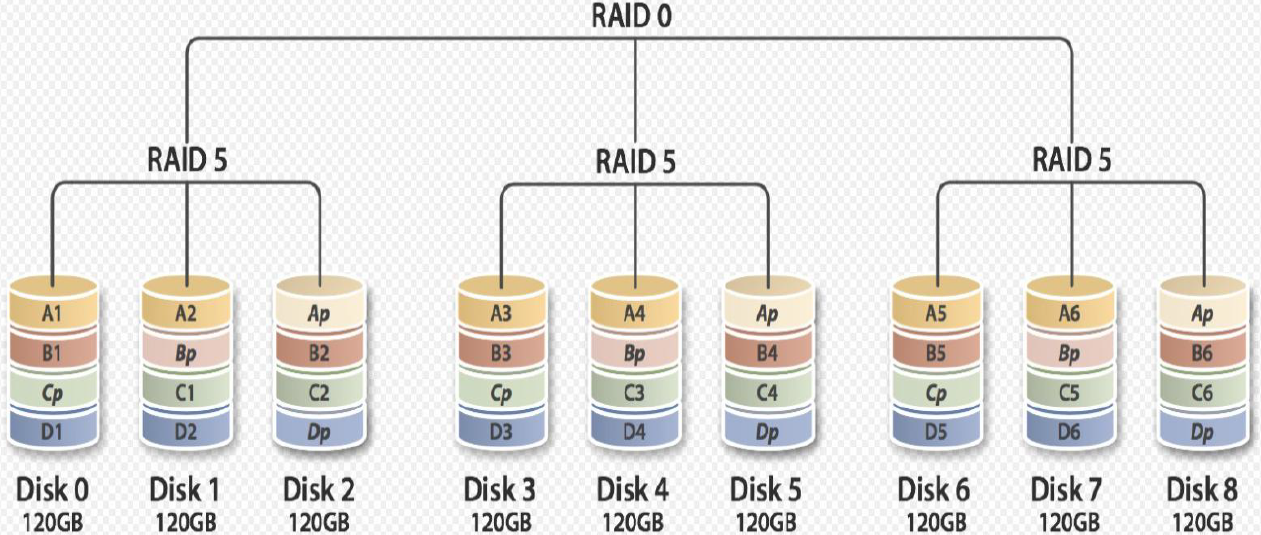 RAID 0
RAID 5 RAID 5 RAID 5
A1 A2 Ap A3 A4 Ap A5 A6 Ap
B1 Bp B2 B3 Bp B4 B5 Bp B6
Cp C1 C2 Cp C3 C4 Cp C5 C6
D1 D2 Dp D3 D4 Dp D5 D6 Dp
Disk 0 Disk 1 Disk 2 Disk 3 Disk 4 Disk 5 Disk 6 Disk 7 Disk 8
120GB 120GB 120GB 120GB 120GB 120GB 120GB 120GB 120GB